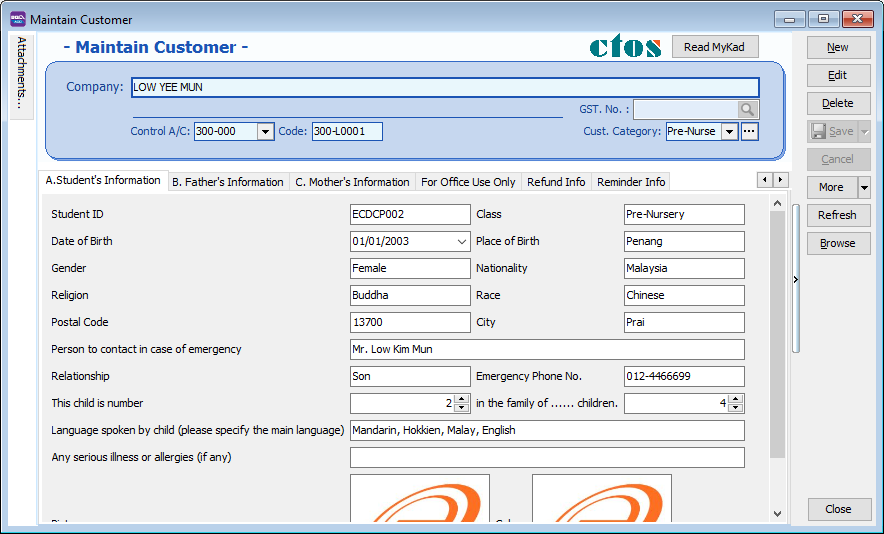 Maintain Customer
Attachments...
- Maintain Customer -
ctos
Read MyKad
Company: LOW YEE MUN
GST. No. :
Control A/C: 300-000 Code: 300-L0001 Cust. Category: Pre-Nurse ...
A.Student's Information B. Father's Information C. Mother's Information For Office Use Only Refund Info Reminder Info
Student ID ECDCP002 Class Pre-Nursery
Date of Birth 01/01/2003 Place of Birth Penang
Gender Female Nationality Malaysia
Religion Buddha Race Chinese
Postal Code 13700 City Prai
Person to contact in case of emergency Mr. Low Kim Mun
Relationship Son Emergency Phone No. 012-4466699
This child is number 2 in the family of ...... children. 4
Language spoken by child (please specify the main language) Mandarin, Hokkien, Malay, English
Any serious illness or allergies (if any)
New
Edit
Delete
Save
Cancel
More
Refresh
Browse
Close